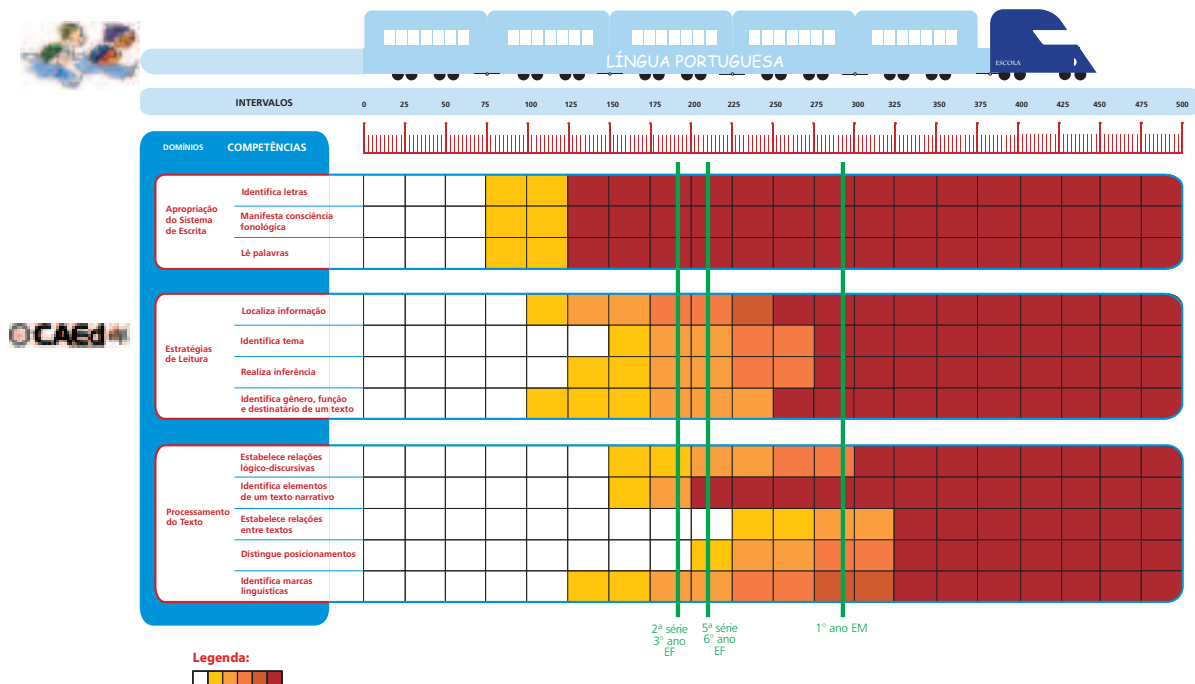 LÍNGUA PORTUGUESA
ESCOLA
INTERVALOS 0 25 50 75 100 125 150 175 200 225 250 275 300 325 350 375 400 425 450 475 500
DOMÍNIOS COMPETÊNCIAS
Apropriação
do Sistema
de Escrita
Identifica letras
Manifesta consciência
fonológica
Lê palavras
CAEd
Estratégias
de Leitura
Localiza informação
Identifica tema
Realiza inferência
Identifica gênero, função
e destinatário de um texto
Processamento
do Texto
Estabelece relações
lógico-discursivas
Identifica elementos
de um texto narrativo
Estabelece relações
entre textos
Distingue posicionamentos
Identifica marcas
linguísticas
2ª série
3° ano
EF
5ª série
6° ano
EF
1° ano EM
Legenda: